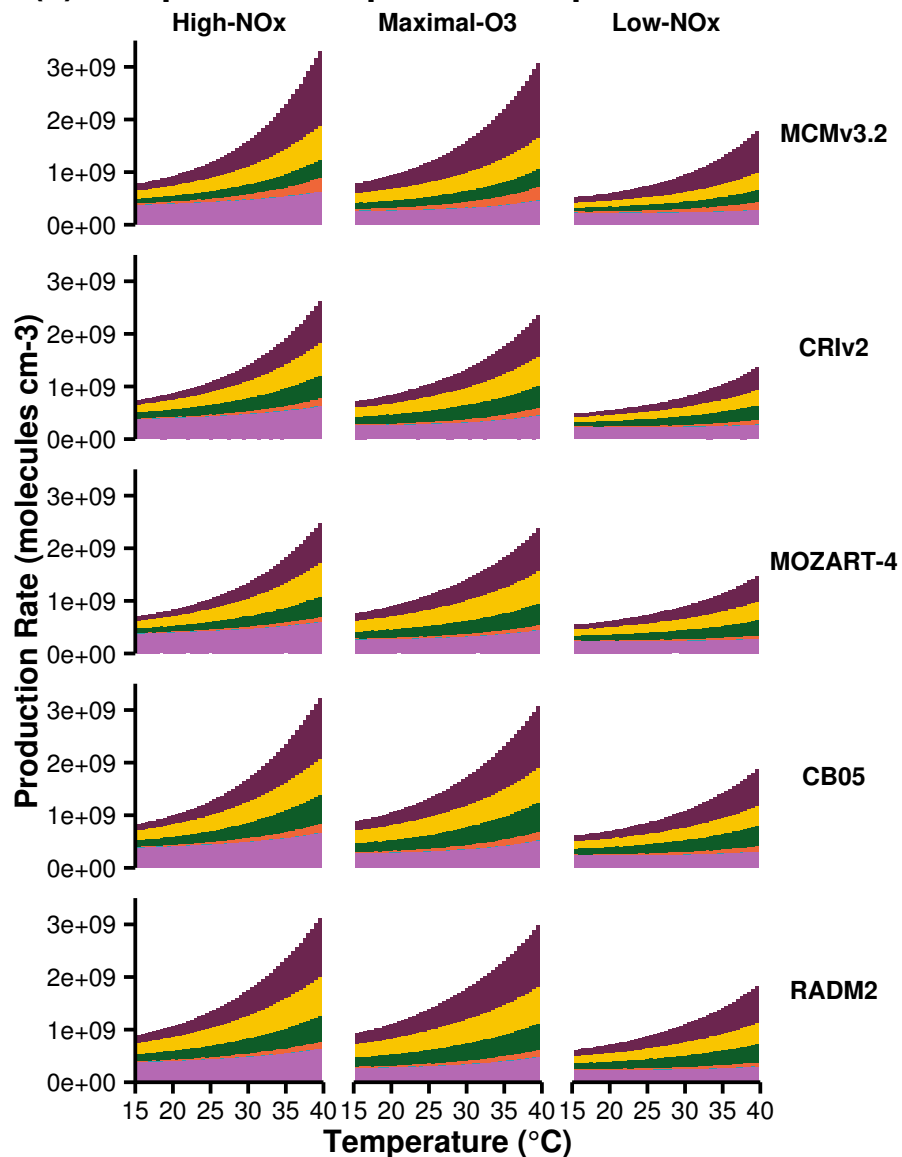 High-NOx Maximal-O3 Low-NOx
3e+09
2e+09
1e+09
0e+00
MCMv3.2
3e+09
2e+09
1e+09
0e+00
CRIv2
3e+09
2e+09
1e+09
0e+00
MOZART-4
3e+09
2e+09
1e+09
0e+00
CB05
3e+09
2e+09
1e+09
0e+00
RADM2
Production Rate (molecules cm-3)
15 20 25 30 35 40 15 20 25 30 35 40 15 20 25 30 35 40
Temperature (°C)